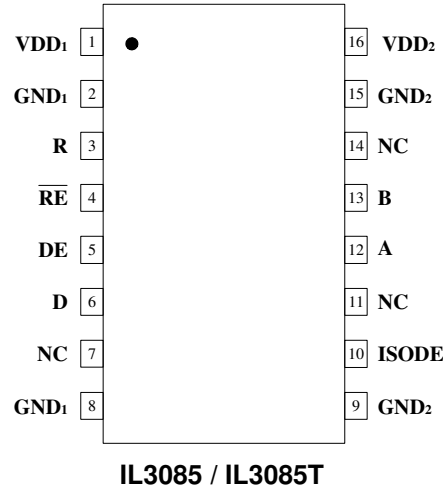 VDD₁ 1 16 VDD₂
GND₁ 2 15 GND₂
R 3 14 NC
R̅E̅ 4 13 B
DE 5 12 A
D 6 11 NC
NC 7 10 ISODE
GND₁ 8 9 GND₂
IL3085 / IL3085T